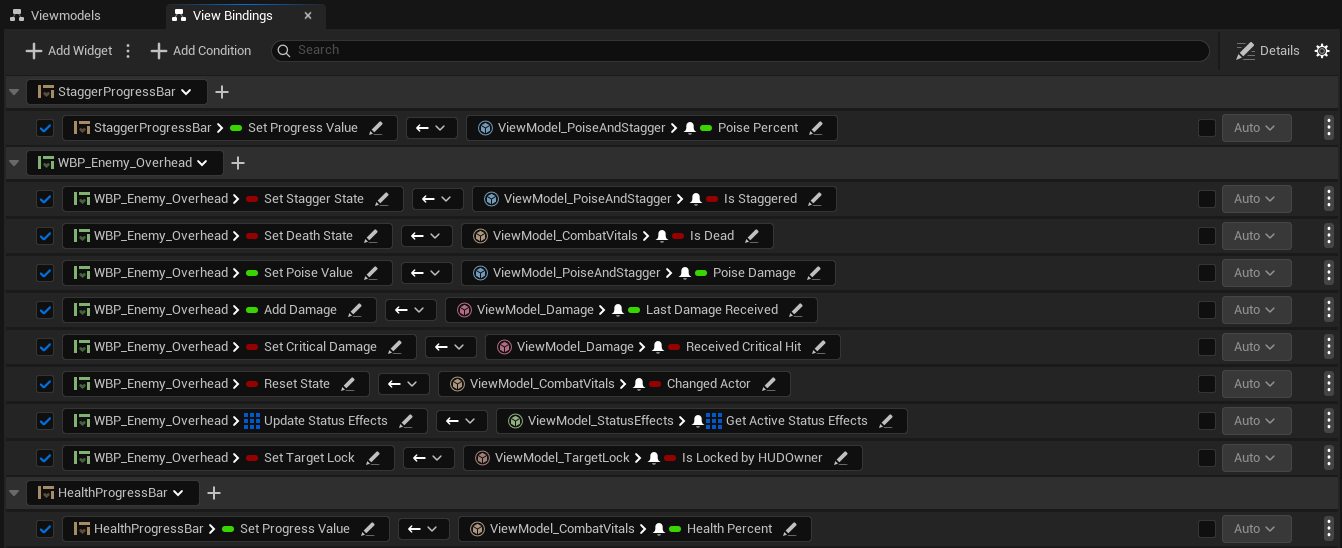 Viewmodels View Bindings
Add Widget Add Condition Search Details
StaggerProgressBar
StaggerProgressBar Set Progress Value ViewModel_PoiseAndStagger Poise Percent Auto
WBP_Enemy_Overhead
WBP_Enemy_Overhead Set Stagger State ViewModel_PoiseAndStagger Is Staggered Auto
WBP_Enemy_Overhead Set Death State ViewModel_CombatVitals Is Dead Auto
WBP_Enemy_Overhead Set Poise Value ViewModel_PoiseAndStagger Poise Damage Auto
WBP_Enemy_Overhead Add Damage ViewModel_Damage Last Damage Received Auto
WBP_Enemy_Overhead Set Critical Damage ViewModel_Damage Received Critical Hit Auto
WBP_Enemy_Overhead Reset State ViewModel_CombatVitals Changed Actor Auto
WBP_Enemy_Overhead Update Status Effects ViewModel_StatusEffects Get Active Status Effects Auto
WBP_Enemy_Overhead Set Target Lock ViewModel_TargetLock Is Locked by HUDOwner Auto
HealthProgressBar
HealthProgressBar Set Progress Value ViewModel_CombatVitals Health Percent Auto